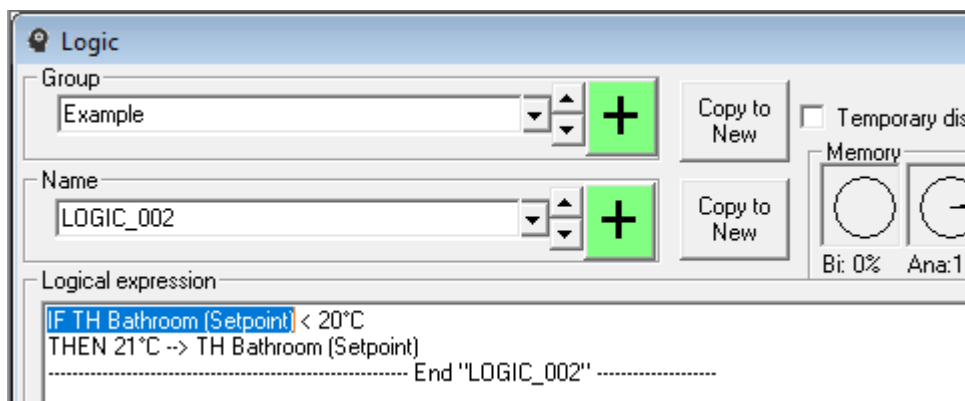 Logic
Group
Example
+
Copy to
New
Temporary dis
Memory
Name
LOGIC_002
+
Copy to
New
Bi: 0% Ana:1
Logical expression
IF TH Bathroom (Setpoint) < 20°C
THEN 21°C --> TH Bathroom (Setpoint)
---------------------------------------------------- End "LOGIC_002" --------------------